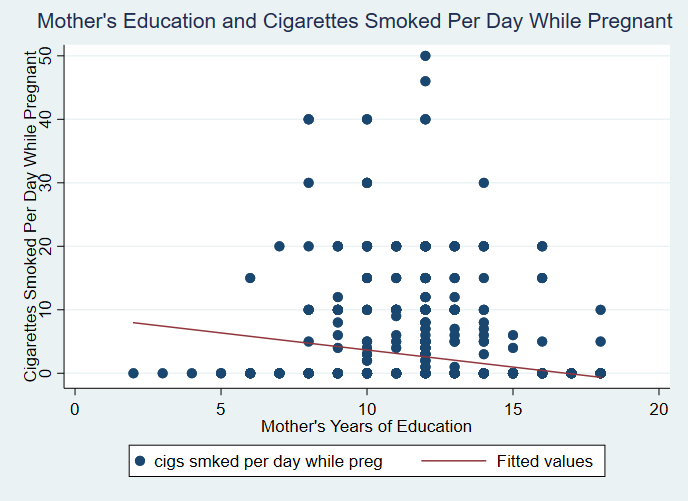 Mother's Education and Cigarettes Smoked Per Day While Pregnant
Cigarettes Smoked Per Day While Pregnant
50
40
30
20
10
0
0 5 10 15 20
Mother's Years of Education
cigs smked per day while preg Fitted values